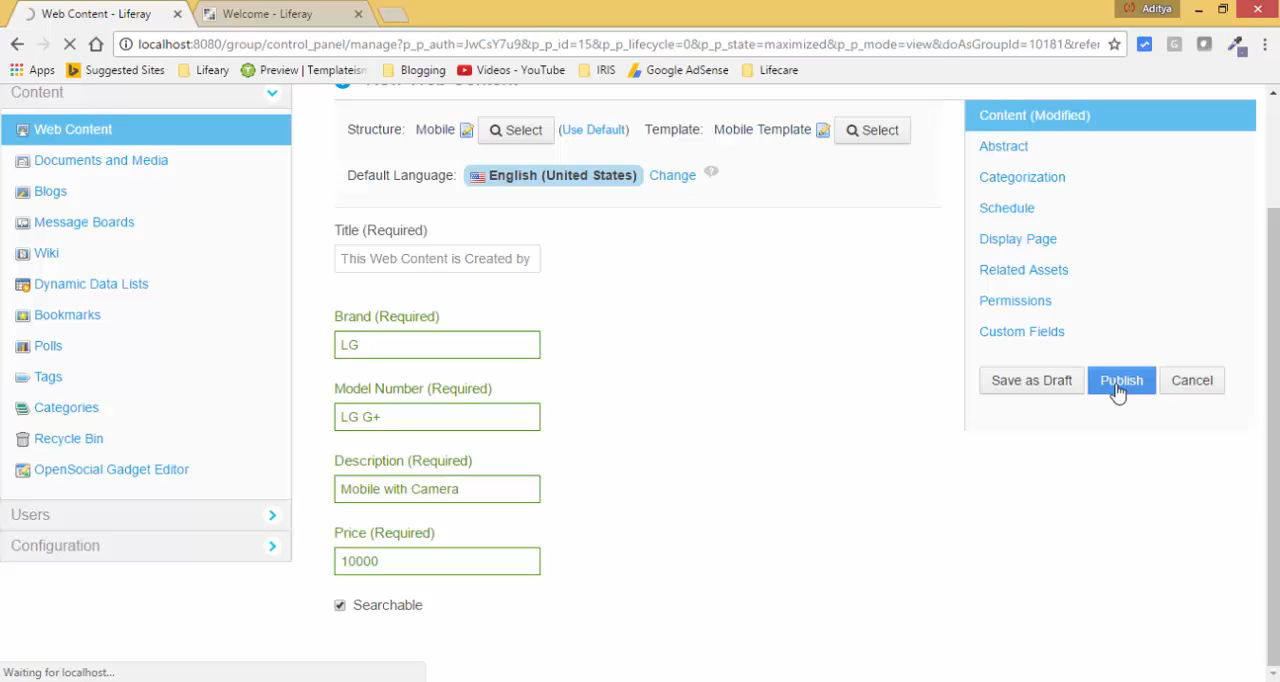 Web Content - Liferay
Welcome - Liferay
Aditya
localhost:8080/group/control_panel/manage?p_p_auth=JwCsY7u9&p_p_id=15&p_p_lifecycle=0&p_p_state=maximized&p_p_mode=view&doAsGroupId=10181&refer
Apps
Suggested Sites
Lifeary
Preview | Templateism
Blogging
Videos - YouTube
IRIS
Google AdSense
Lifecare
Content
Web Content
Documents and Media
Blogs
Message Boards
Wiki
Dynamic Data Lists
Bookmarks
Polls
Tags
Categories
Recycle Bin
OpenSocial Gadget Editor
Users
Configuration
Structure: Mobile Select (Use Default) Template: Mobile Template Select
Default Language: English (United States) Change
Title (Required)
This Web Content is Created by
Brand (Required)
LG
Model Number (Required)
LG G+
Description (Required)
Mobile with Camera
Price (Required)
10000
Searchable
Content (Modified)
Abstract
Categorization
Schedule
Display Page
Related Assets
Permissions
Custom Fields
Save as Draft
Publish
Cancel
Waiting for localhost...